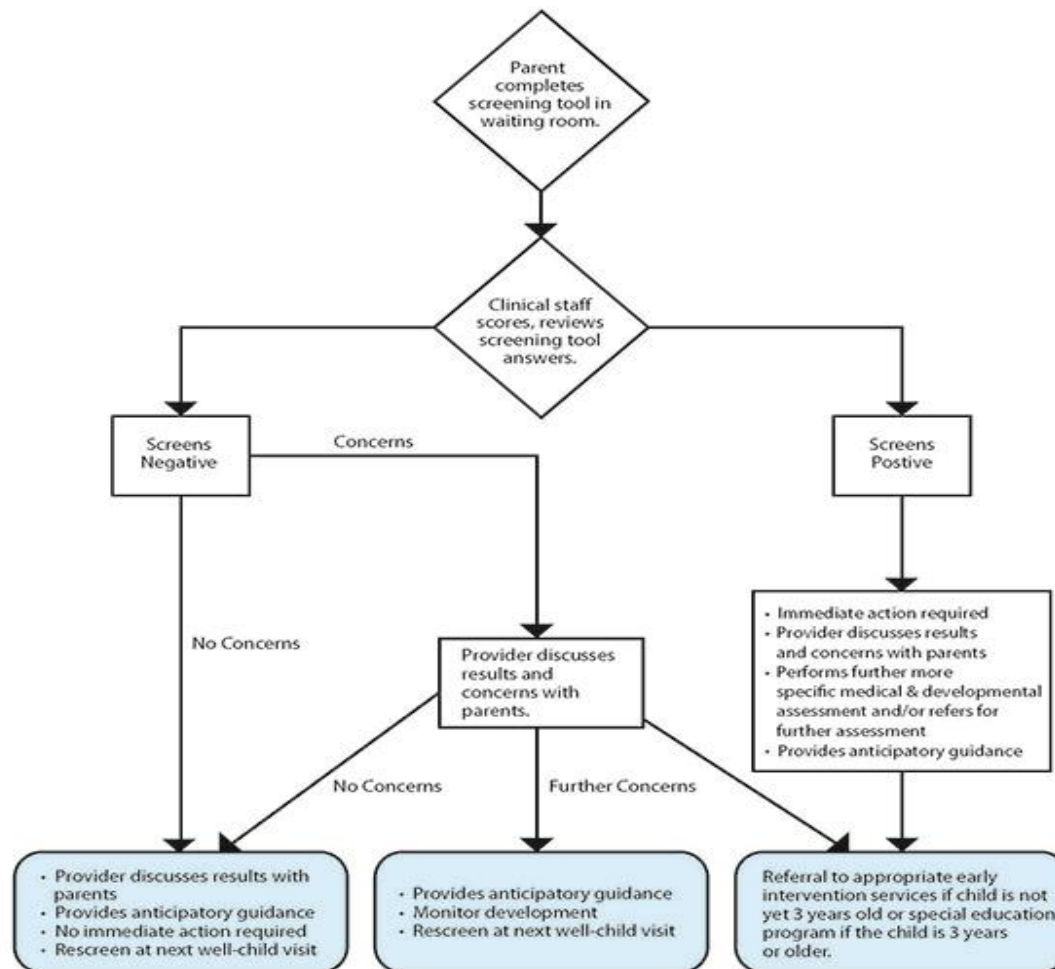 Parent
completes
screening tool in
waiting room.
Clinical staff
scores, reviews
screening tool
answers.
Screens
Negative
Concerns
Screens
Postive
No Concerns
Provider discusses
results and
concerns with
parents.
• Immediate action required
• Provider discusses results
and concerns with parents
• Performs further more
specific medical & developmental
assessment and/or refers for
further assessment
• Provides anticipatory guidance
No Concerns
Further Concerns
• Provider discusses results with
parents
• Provides anticipatory guidance
• No immediate action required
• Rescreen at next well-child visit
• Provides anticipatory guidance
• Monitor development
• Rescreen at next well-child visit
Referral to appropriate early
intervention services if child is not
yet 3 years old or special education
program if the child is 3 years
or older.